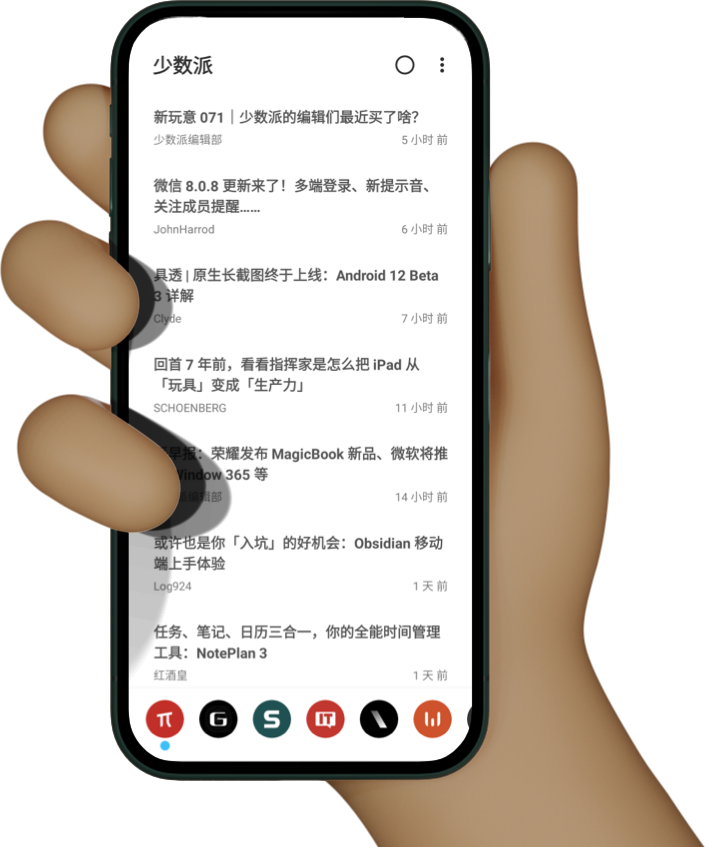 少数派
新玩意 071｜少数派的编辑们最近买了啥？
少数派编辑部 5 小时 前
微信 8.0.8 更新来了！多端登录、新提示音、
关注成员提醒……
JohnHarrod 6 小时 前
具透 | 原生长截图终于上线：Android 12 Beta
3 详解
Clyde 7 小时 前
回首 7 年前，看看指挥家是怎么把 iPad 从
「玩具」变成「生产力」
SCHOENBERG 11 小时 前
早报：荣耀发布 MagicBook 新品、微软将推
Window 365 等
编辑部 14 小时 前
或许也是你「入坑」的好机会：Obsidian 移动
端上手体验
Log924 1 天 前
任务、笔记、日历三合一，你的全能时间管理
工具：NotePlan 3
红酒皇 1 天 前
π G S IT